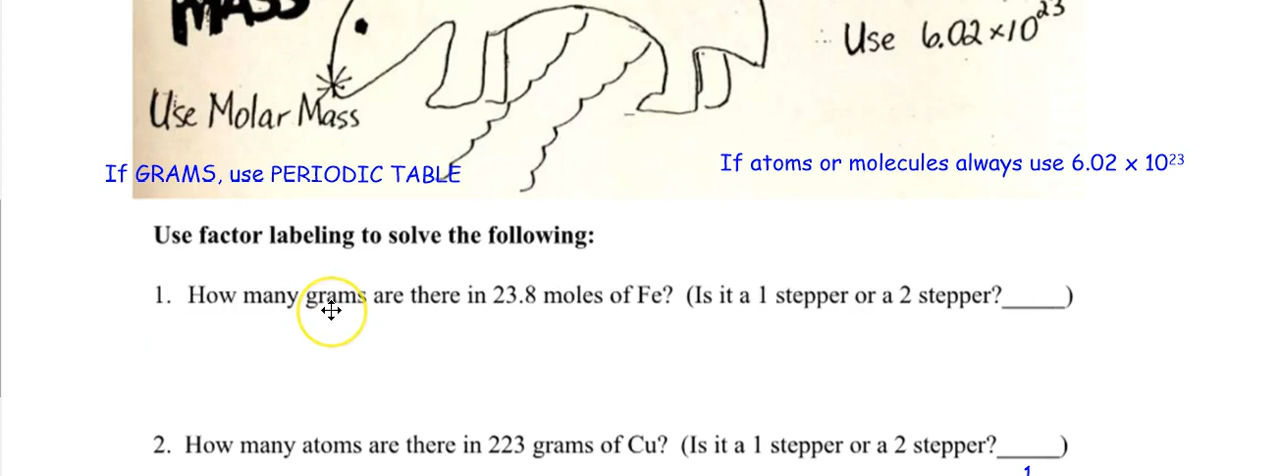 MASS
∴ Use 6.02 x 10²³
Use Molar Mass
If GRAMS, use PERIODIC TABLE
If atoms or molecules always use 6.02 x 10²³
Use factor labeling to solve the following:
1. How many grams are there in 23.8 moles of Fe? (Is it a 1 stepper or a 2 stepper?_____)
2. How many atoms are there in 223 grams of Cu? (Is it a 1 stepper or a 2 stepper?_____)